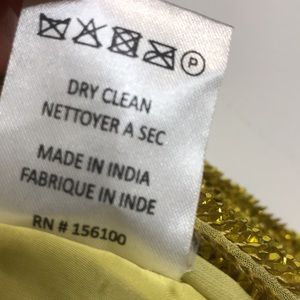 P
DRY CLEAN
NETTOYER A SEC
MADE IN INDIA
FABRIQUE IN INDE
RN # 156100